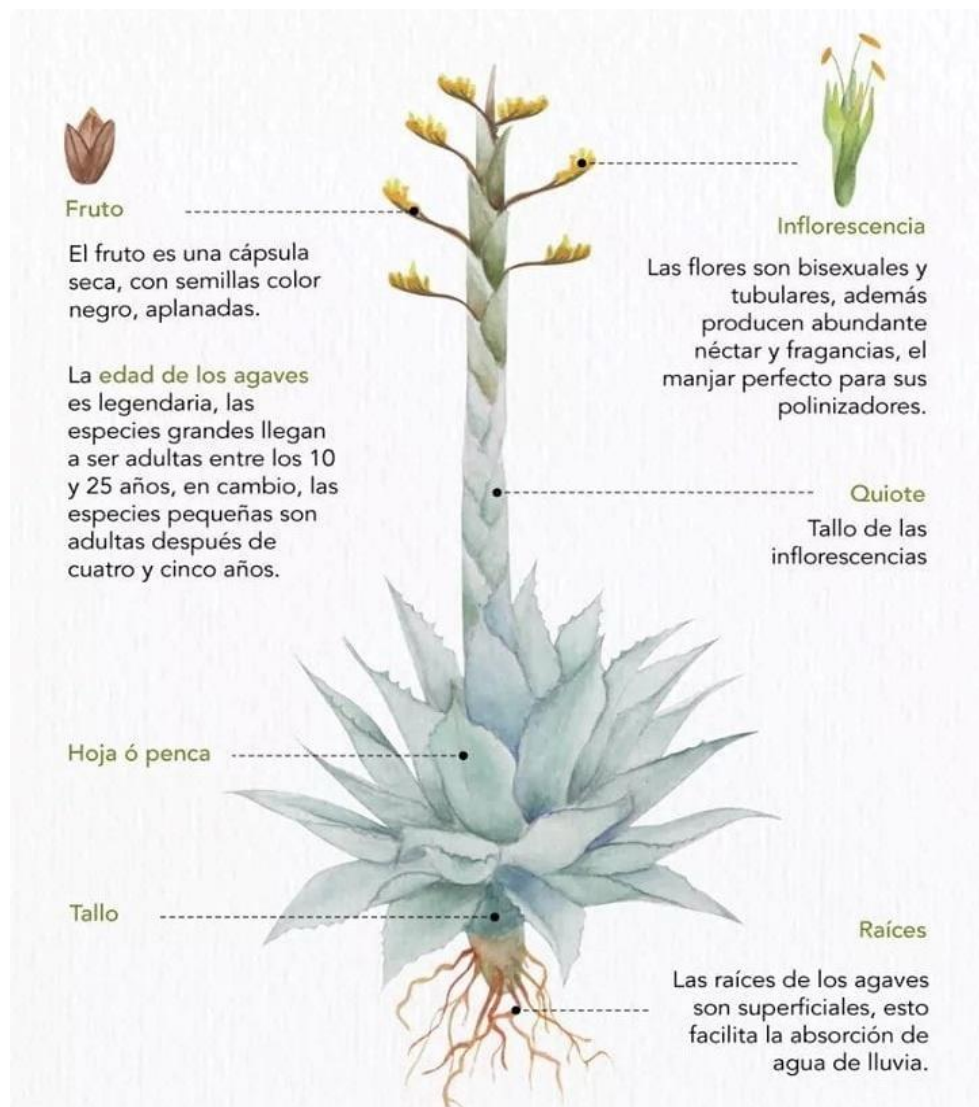 Fruto
El fruto es una cápsula
seca, con semillas color
negro, aplanadas.
La edad de los agaves
es legendaria, las
especies grandes llegan
a ser adultas entre los 10
y 25 años, en cambio, las
especies pequeñas son
adultas después de
cuatro y cinco años.
Inflorescencia
Las flores son bisexuales y
tubulares, además
producen abundante
néctar y fragancias, el
manjar perfecto para sus
polinizadores.
Quiote
Tallo de las
inflorescencias
Hoja ó penca
Tallo
Raíces
Las raíces de los agaves
son superficiales, esto
facilita la absorción de
agua de lluvia.